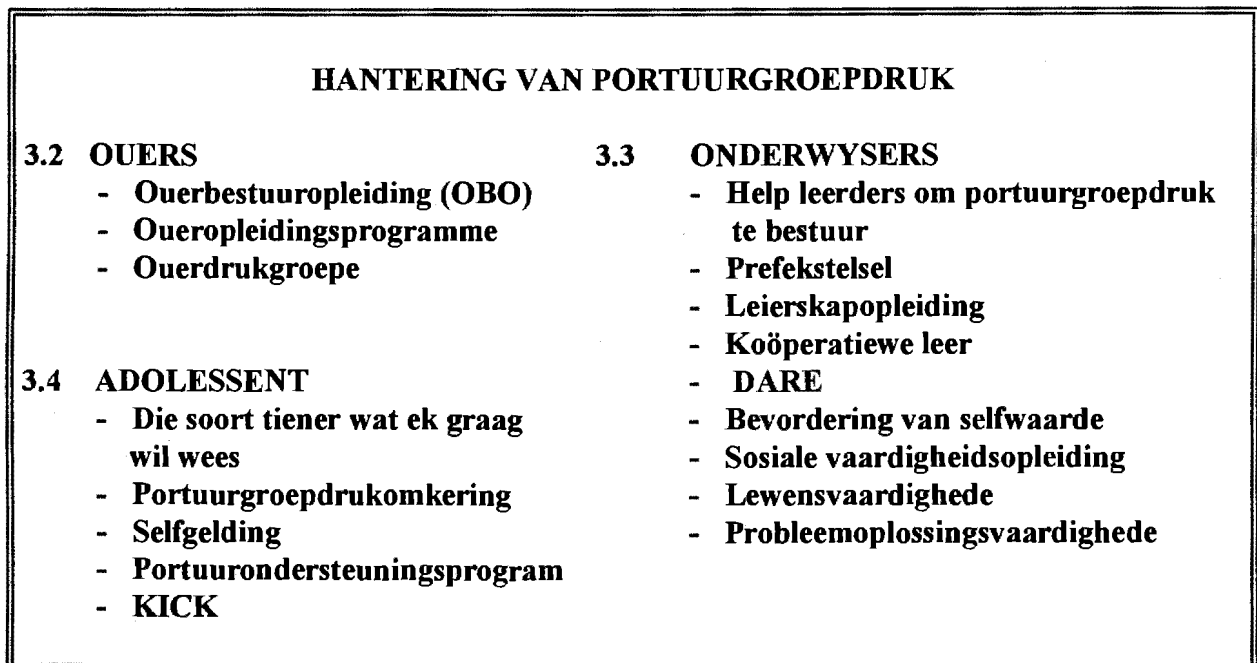 HANTERING VAN PORTUURGROEPDRUK
3.2 OUERS
- Ouerbestuuropleiding (OBO)
- Oueropleidingsprogramme
- Ouerdrukgroepe
3.4 ADOLESSENT
- Die soort tiener wat ek graag
wil wees
- Portuurgroepdrukomkering
- Selfgelding
- Portuurondersteuningsprogram
- KICK
3.3 ONDERWYSERS
- Help leerders om portuurgroepdruk
te bestuur
- Prefekstelsel
- Leierskapopleiding
- Koöperatiewe leer
- DARE
- Bevordering van selfwaarde
- Sosiale vaardigheidsopleiding
- Lewensvaardighede
- Probleemoplossingsvaardighede